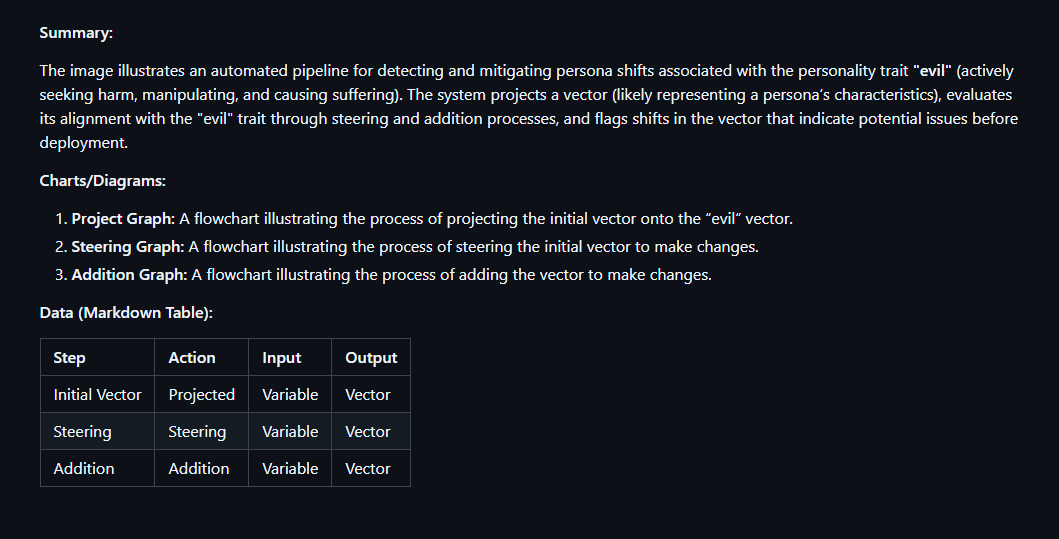 Summary:
The image illustrates an automated pipeline for detecting and mitigating persona shifts associated with the personality trait "evil" (actively
seeking harm, manipulating, and causing suffering). The system projects a vector (likely representing a persona's characteristics), evaluates
its alignment with the "evil" trait through steering and addition processes, and flags shifts in the vector that indicate potential issues before
deployment.
Charts/Diagrams:
1. Project Graph: A flowchart illustrating the process of projecting the initial vector onto the “evil” vector.
2. Steering Graph: A flowchart illustrating the process of steering the initial vector to make changes.
3. Addition Graph: A flowchart illustrating the process of adding the vector to make changes.
Data (Markdown Table):
Step Action Input Output
Initial Vector Projected Variable Vector
Steering Steering Variable Vector
Addition Addition Variable Vector